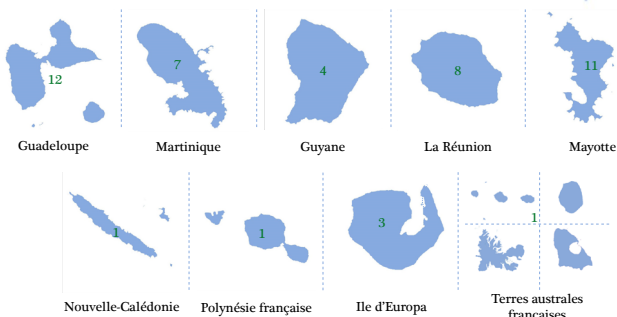 12
7
4
8
11
Guadeloupe
Martinique
Guyane
La Réunion
Mayotte
1
1
3
1
Nouvelle-Calédonie
Polynésie française
Ile d'Europa
Terres australes
françaises